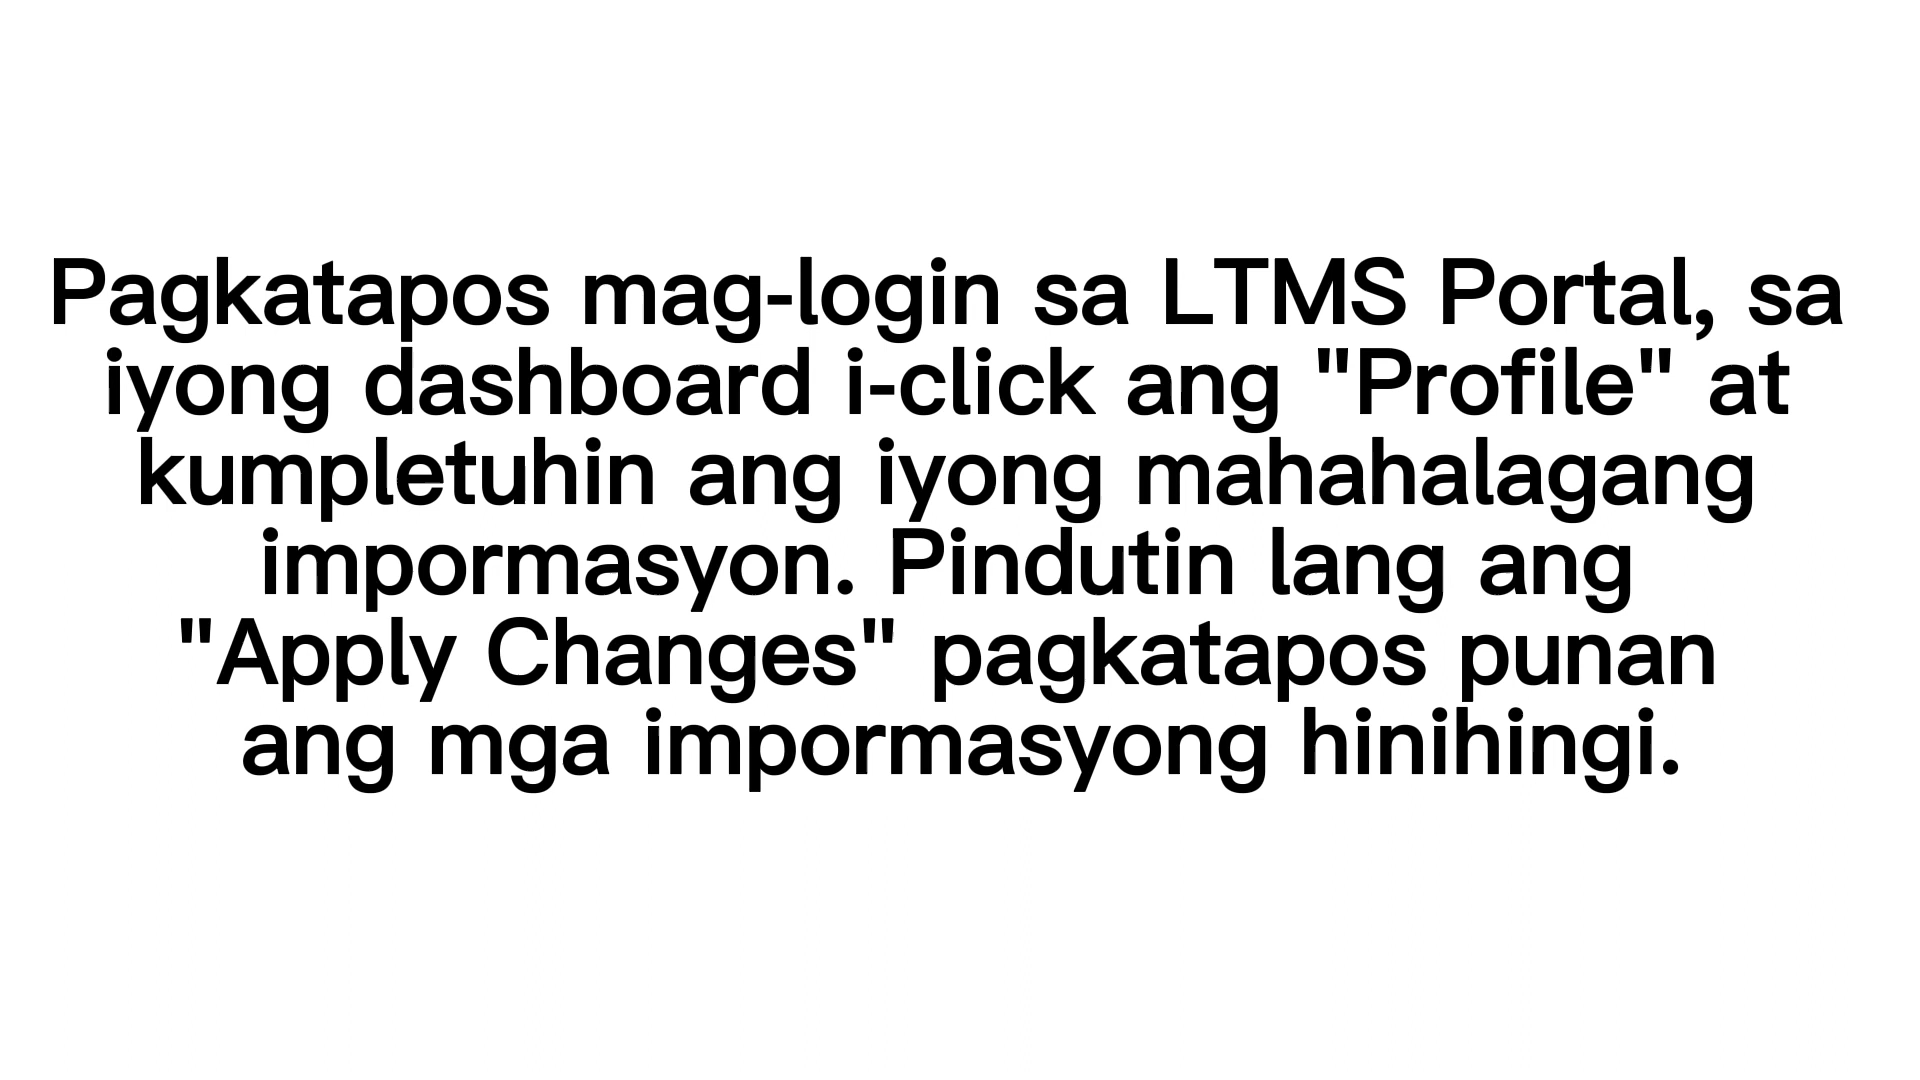 Pagkatapos mag-login sa LTMS Portal, sa
iyong dashboard i-click ang "Profile" at
kumpletuhin ang iyong mahahalagang
impormasyon. Pindutin lang ang
"Apply Changes" pagkatapos punan
ang mga impormasyong hinihingi.